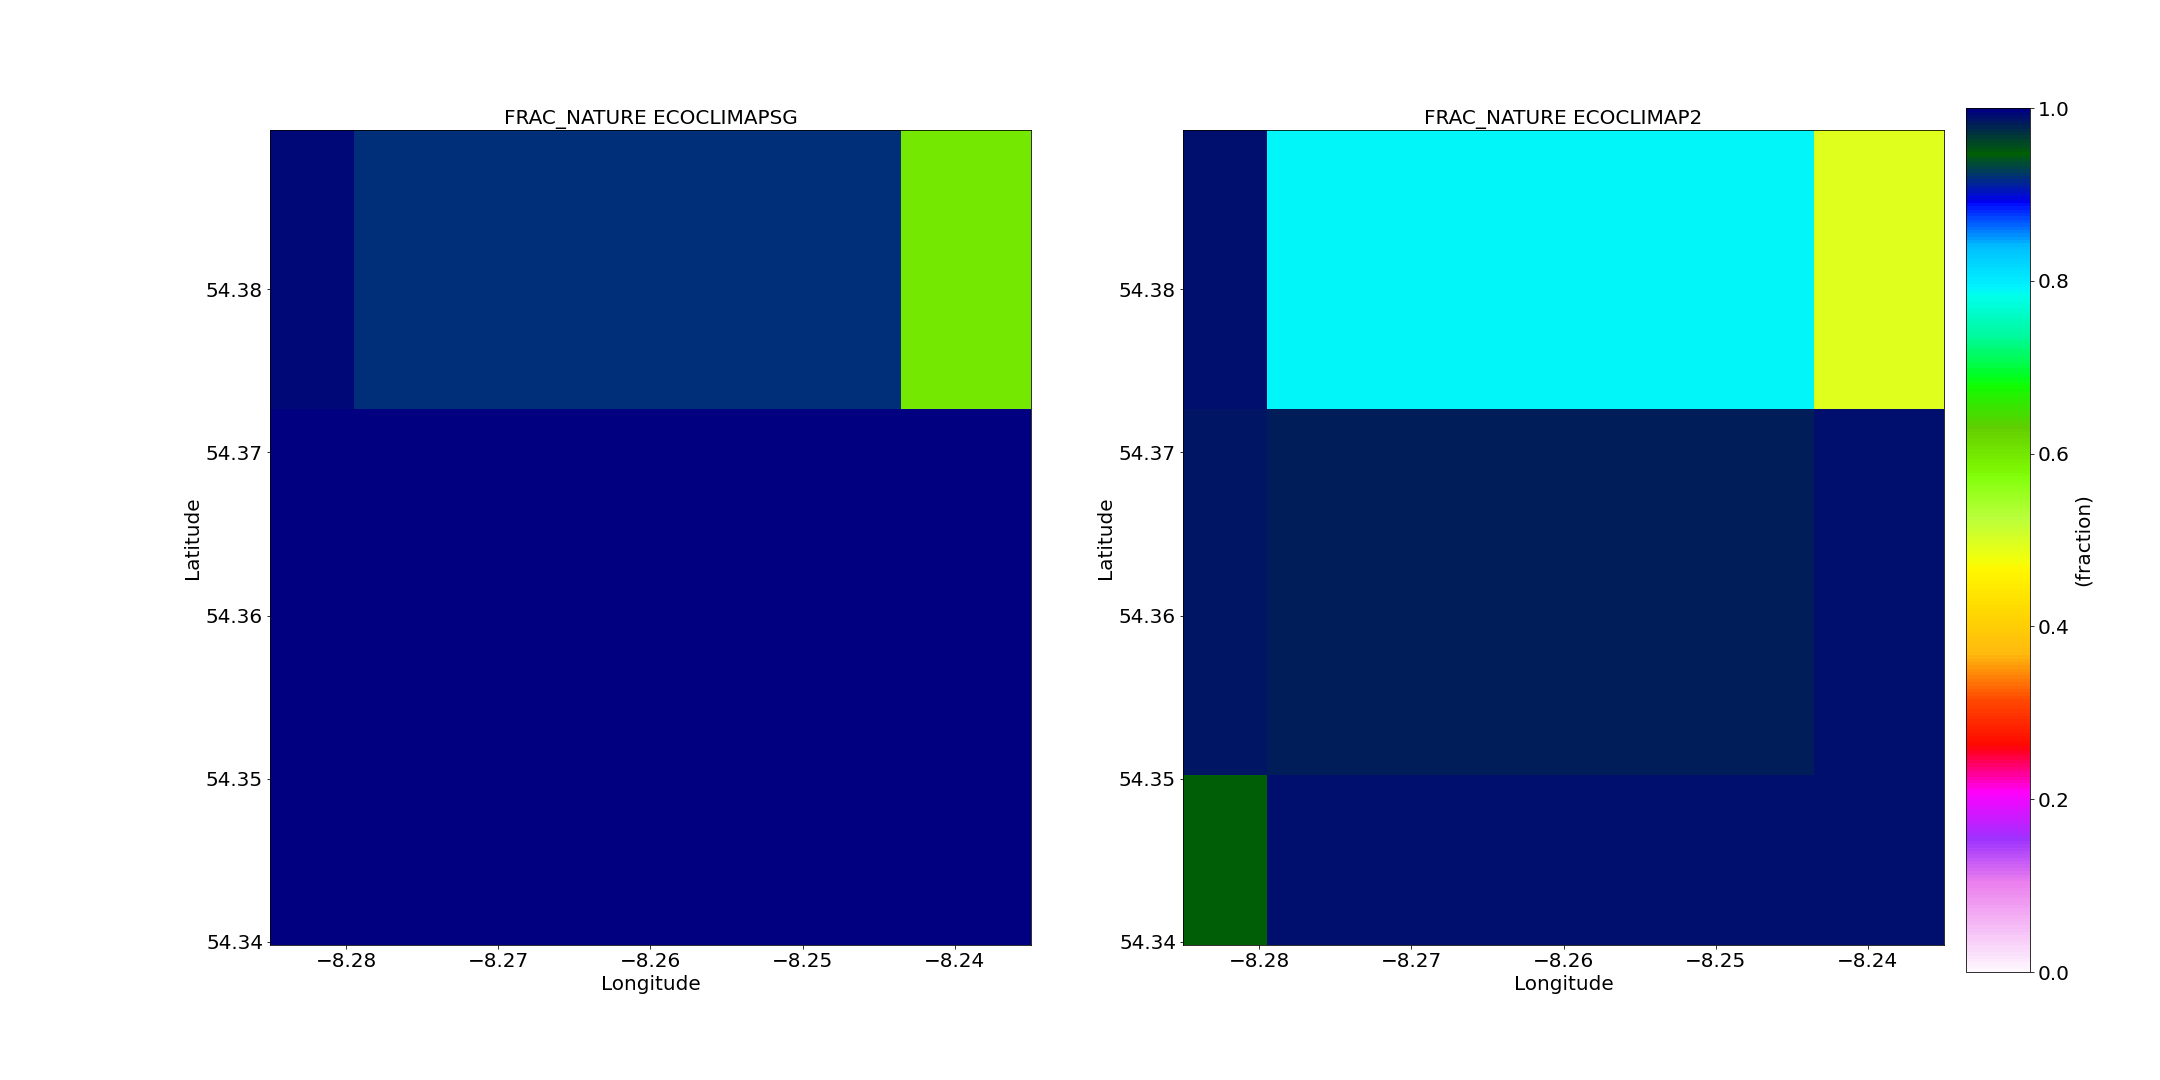 FRAC_NATURE ECOCLIMAPSG
54.38
54.37
54.36
54.35
54.34
Latitude
−8.28 −8.27 −8.26 −8.25 −8.24
Longitude
FRAC_NATURE ECOCLIMAP2
54.38
54.37
54.36
54.35
54.34
Latitude
−8.28 −8.27 −8.26 −8.25 −8.24
Longitude
1.0
0.8
0.6
0.4
0.2
0.0
(fraction)